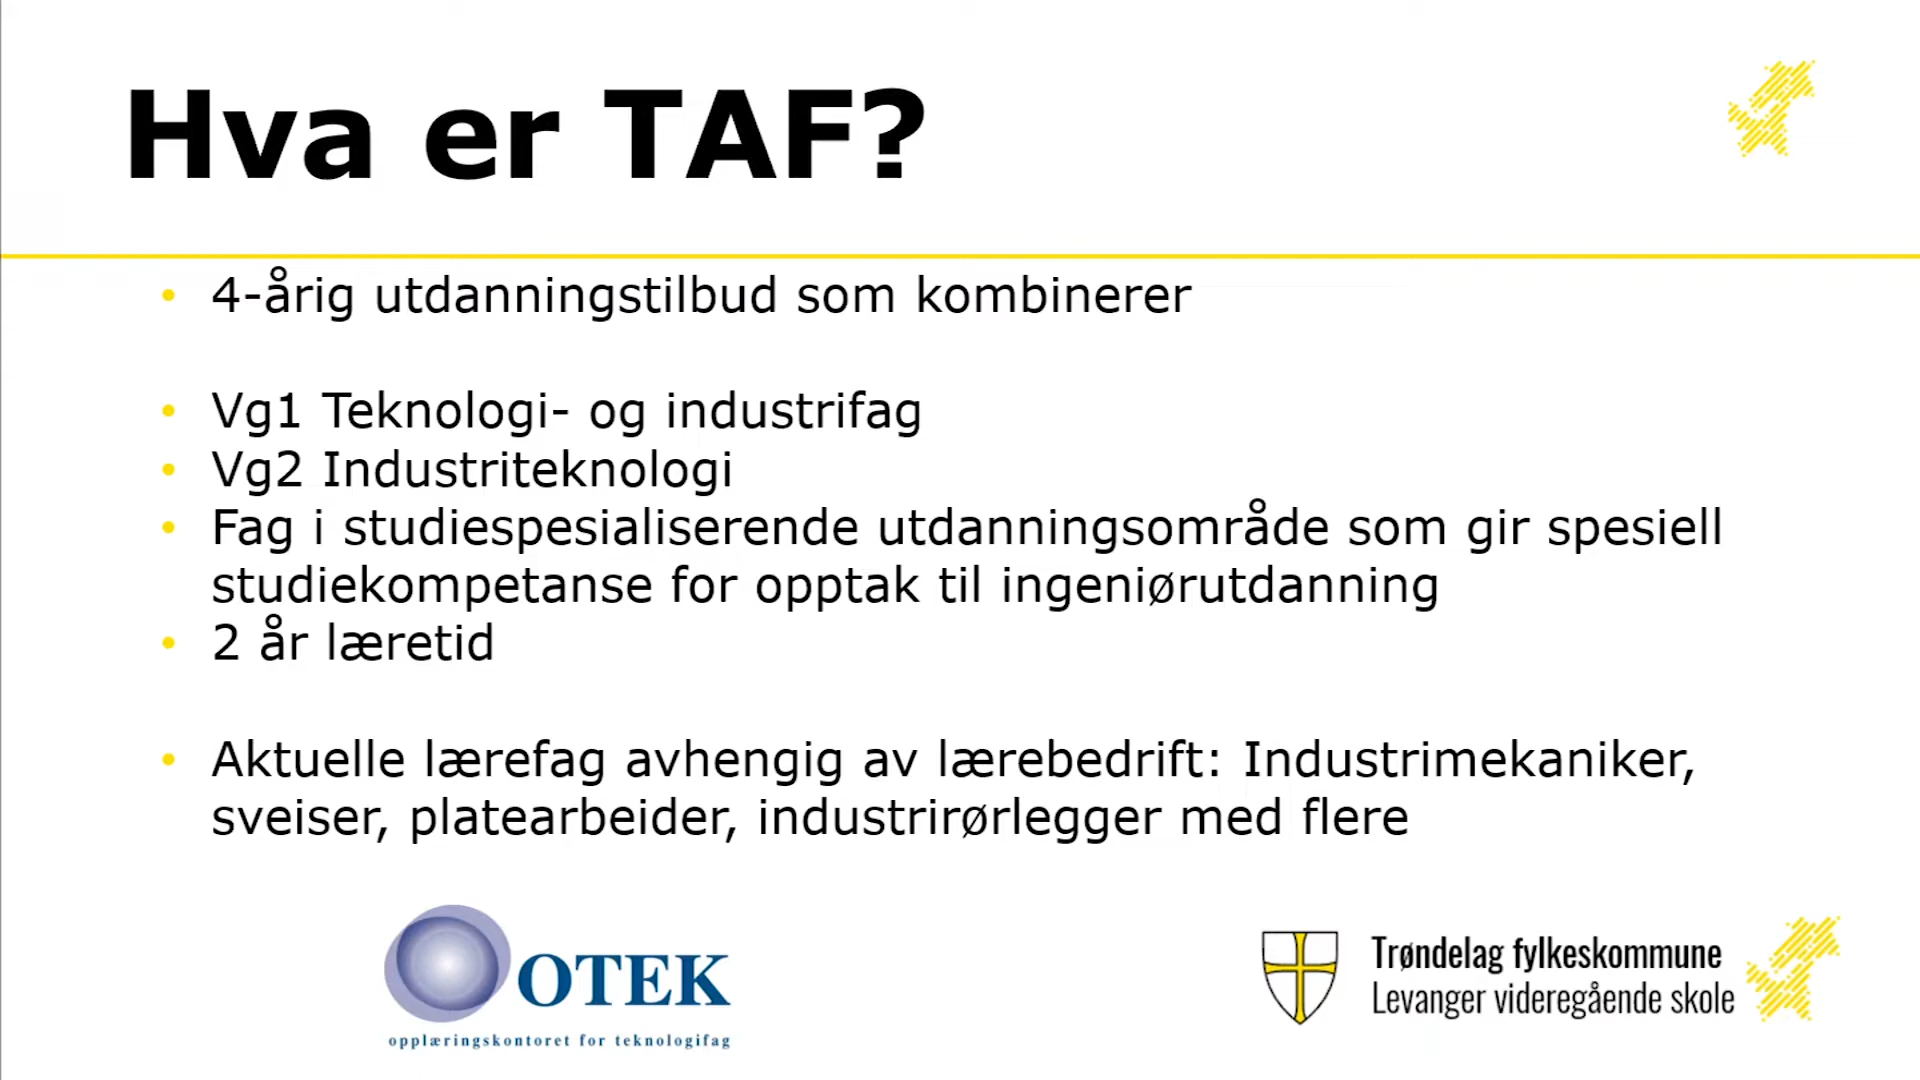 Hva er TAF?
• 4-årig utdanningstilbud som kombinerer
• Vg1 Teknologi- og industrifag
• Vg2 Industriteknologi
• Fag i studiespesialiserende utdanningsområde som gir spesiell
studiekompetanse for opptak til ingeniørutdanning
• 2 år læretid
• Aktuelle lærefag avhengig av lærebedrift: Industrimekaniker,
sveiser, platearbeider, industrirørlegger med flere
OTEK
opplæringskontoret for teknologifag
Trøndelag fylkeskommune
Levanger videregående skole